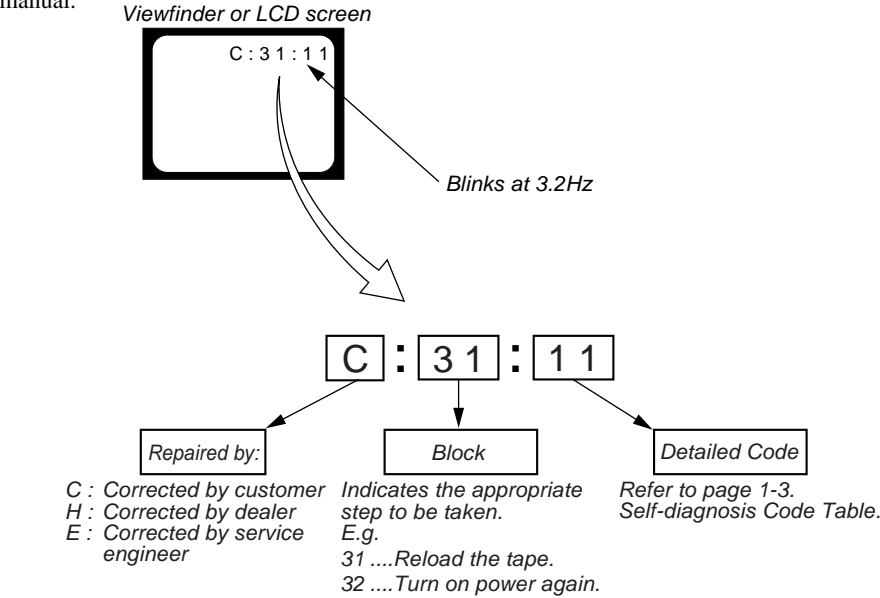 manual.
Viewfinder or LCD screen
C : 3 1 : 1 1
Blinks at 3.2Hz
C : 3 1 : 1 1
Repaired by:
C : Corrected by customer
H : Corrected by dealer
E : Corrected by service
engineer
Block
Indicates the appropriate
step to be taken.
E.g.
31 ....Reload the tape.
32 ....Turn on power again.
Detailed Code
Refer to page 1-3.
Self-diagnosis Code Table.